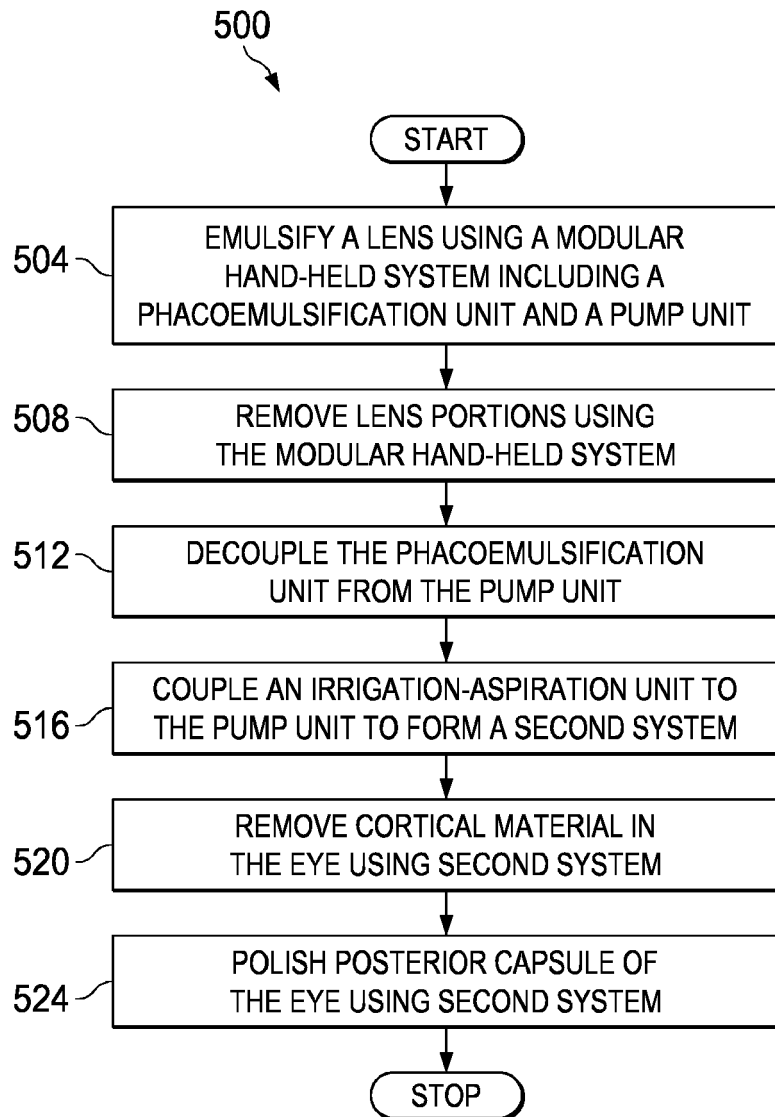 500
START
504
EMULSIFY A LENS USING A MODULAR
HAND-HELD SYSTEM INCLUDING A
PHACOEMULSIFICATION UNIT AND A PUMP UNIT
508
REMOVE LENS PORTIONS USING
THE MODULAR HAND-HELD SYSTEM
512
DECOUPLE THE PHACOEMULSIFICATION
UNIT FROM THE PUMP UNIT
516
COUPLE AN IRRIGATION-ASPIRATION UNIT TO
THE PUMP UNIT TO FORM A SECOND SYSTEM
520
REMOVE CORTICAL MATERIAL IN
THE EYE USING SECOND SYSTEM
524
POLISH POSTERIOR CAPSULE OF
THE EYE USING SECOND SYSTEM
STOP